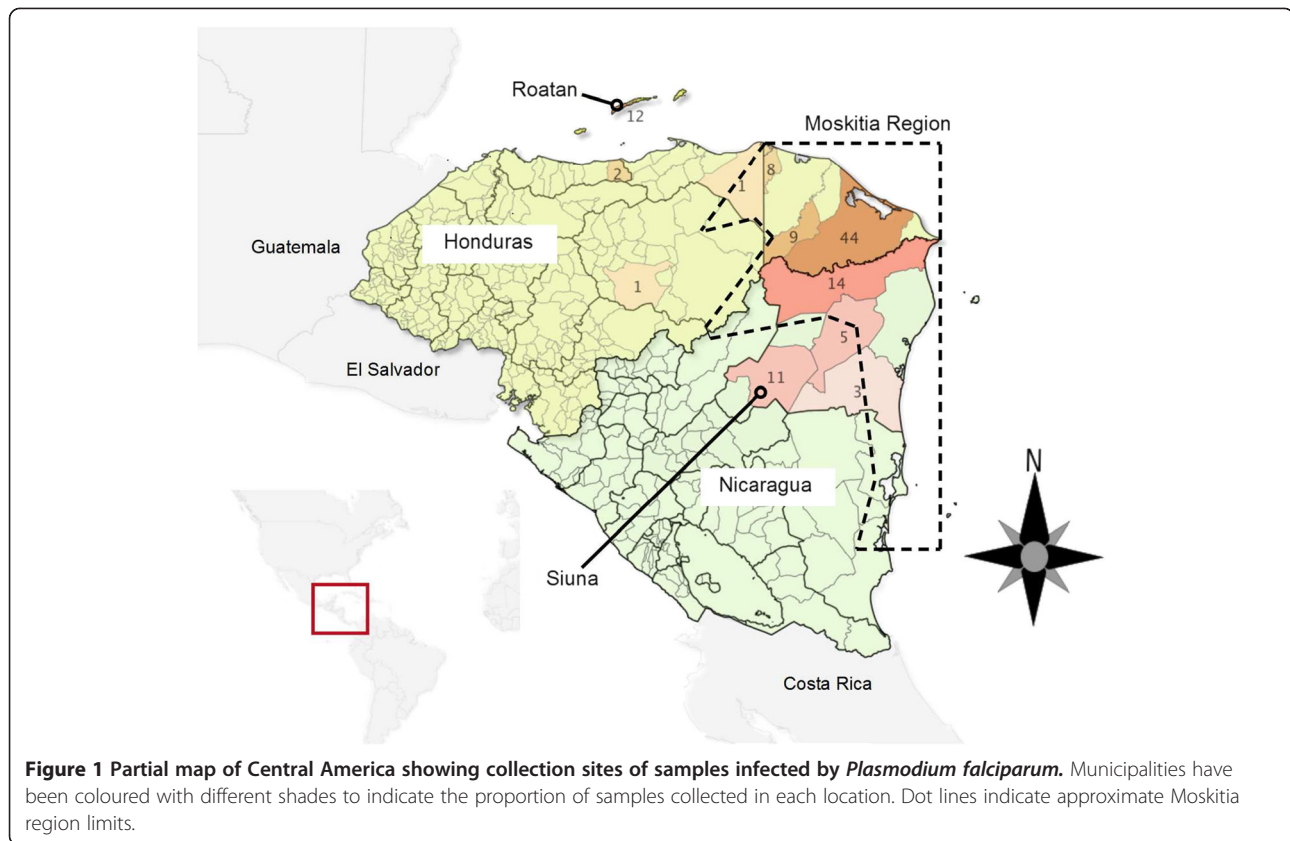 Roatan
12
Moskitia Region
2
1
8
Guatemala
Honduras
9
44
1
14
5
El Salvador
11
3
N
Nicaragua
Siuna
Costa Rica
Figure 1 Partial map of Central America showing collection sites of samples infected by Plasmodium falciparum. Municipalities have
been coloured with different shades to indicate the proportion of samples collected in each location. Dot lines indicate approximate Moskitia
region limits.